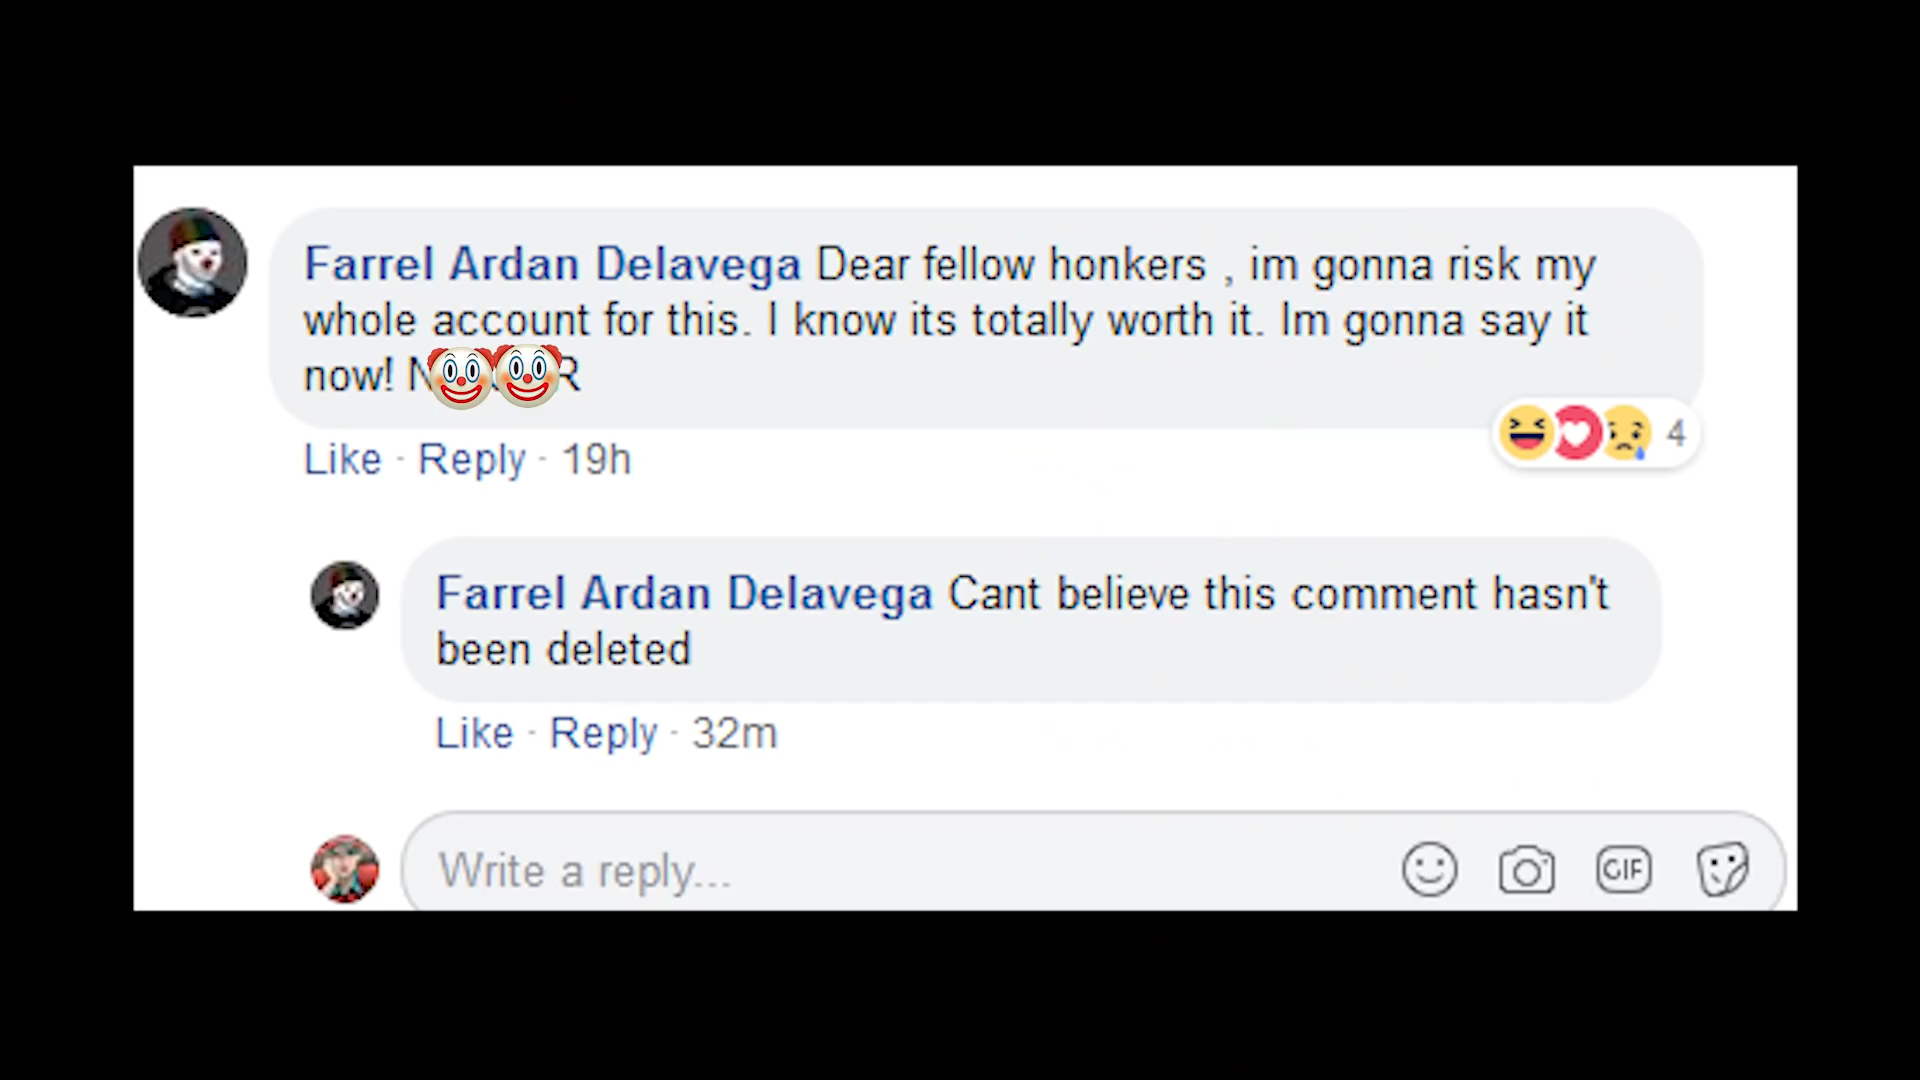 Farrel Ardan Delavega Dear fellow honkers , im gonna risk my
whole account for this. I know its totally worth it. Im gonna say it
now! N🤡🤡R
Like · Reply · 19h
4
Farrel Ardan Delavega Cant believe this comment hasn't
been deleted
Like · Reply · 32m
Write a reply...
GIF